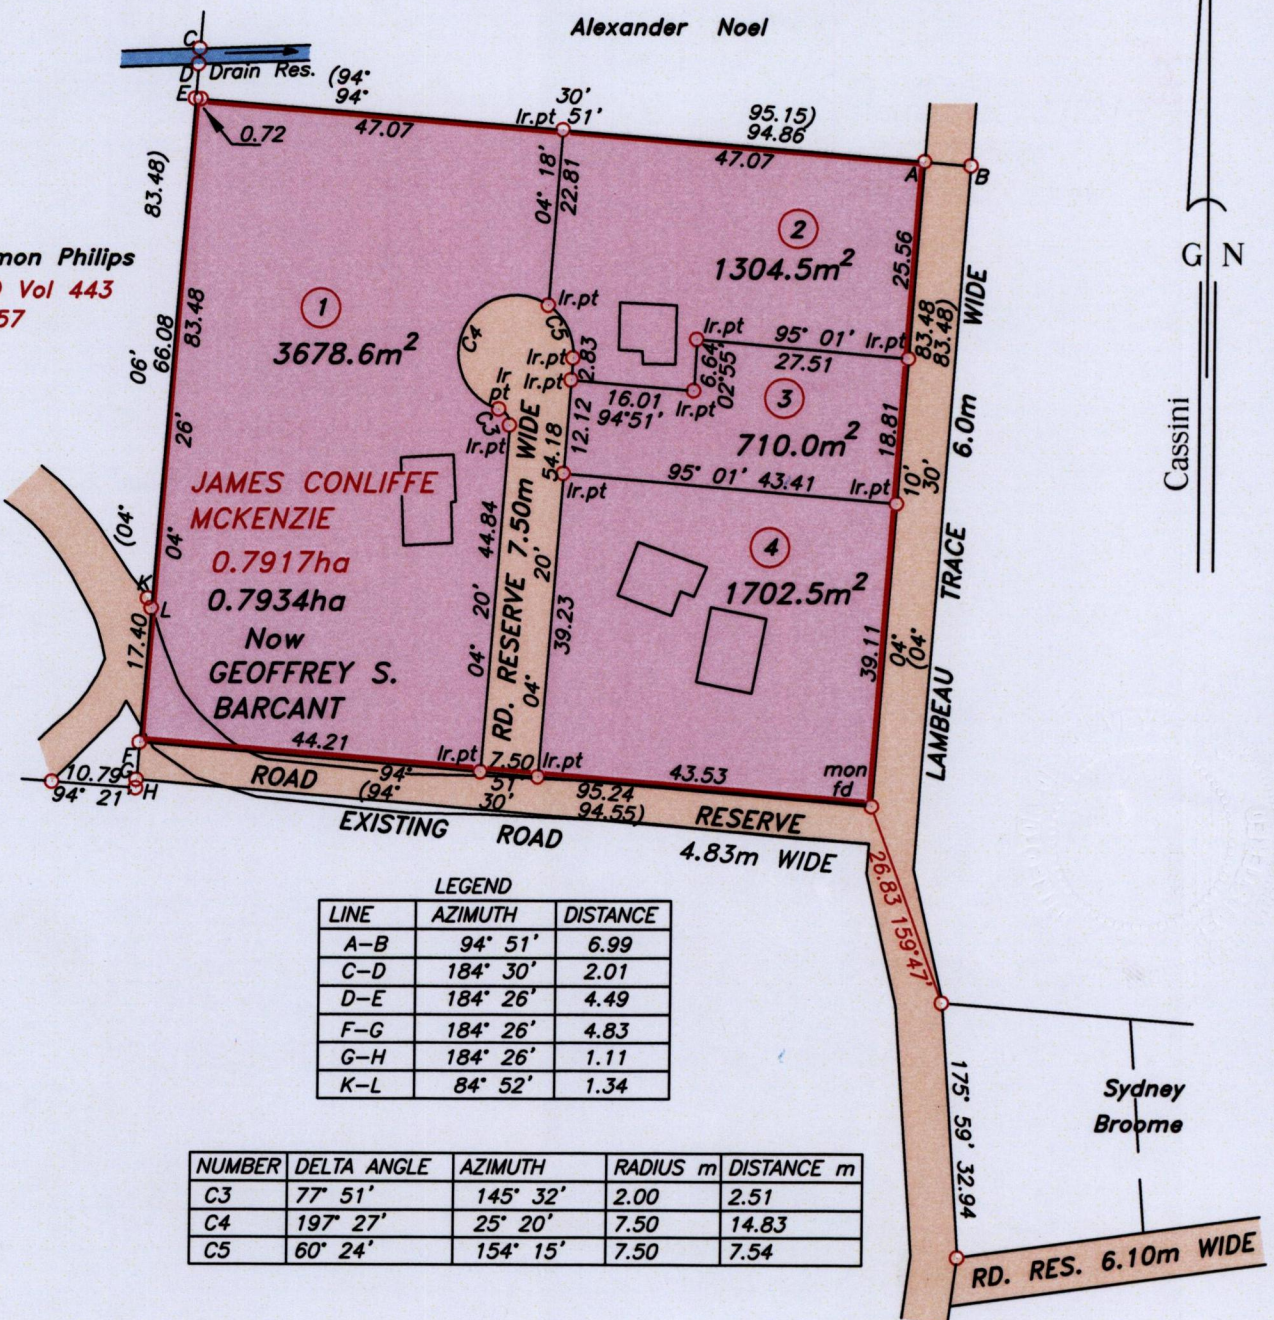 Alexander Noel
C
D
Drain Res.
E
0.72
(94° 30' 95.15)
94° 51' 94.86
47.07
Ir.pt
47.07
A
B
G N
Cassini
83.48)
83.48
06' 66.08
26'
(04°
04°
mon Philips
Vol 443
57
1
3678.6m²
04° 18'
22.81
2
1304.5m²
25.56
83.48
83.48)
LAMBEAU TRACE 6.0m WIDE
Ir.pt
C4
C5
Ir.pt
2.83
Ir.pt
Ir.pt
95° 01'
27.51
Ir.pt
6.64
02°55'
Ir.pt
16.01
94°51'
3
710.0m²
18.81
10'
30'
Ir
pt
C3
Ir.pt
12.12
54.18
Ir.pt
95° 01' 43.41
Ir.pt
JAMES CONLIFFE
MCKENZIE
0.7917ha
0.7934ha
Now
GEOFFREY S.
BARCANT
44.84
04° 20'
RD. RESERVE 7.50m WIDE
04° 20'
39.23
4
1702.5m²
39.11
04°
(04°
K
L
17.40
F
G
H
10.79
94° 21'
44.21
Ir.pt
7.50
Ir.pt
43.53
mon
fd
ROAD RESERVE
94° 51' 95.24
(94° 30' 94.55)
EXISTING ROAD
4.83m WIDE
26.83 159°47'
LEGEND
LINE AZIMUTH DISTANCE
A-B 94° 51' 6.99
C-D 184° 30' 2.01
D-E 184° 26' 4.49
F-G 184° 26' 4.83
G-H 184° 26' 1.11
K-L 84° 52' 1.34
175° 59' 32.94
Sydney
Broome
NUMBER DELTA ANGLE AZIMUTH RADIUS m DISTANCE m
C3 77° 51' 145° 32' 2.00 2.51
C4 197° 27' 25° 20' 7.50 14.83
C5 60° 24' 154° 15' 7.50 7.54
RD. RES. 6.10m WIDE